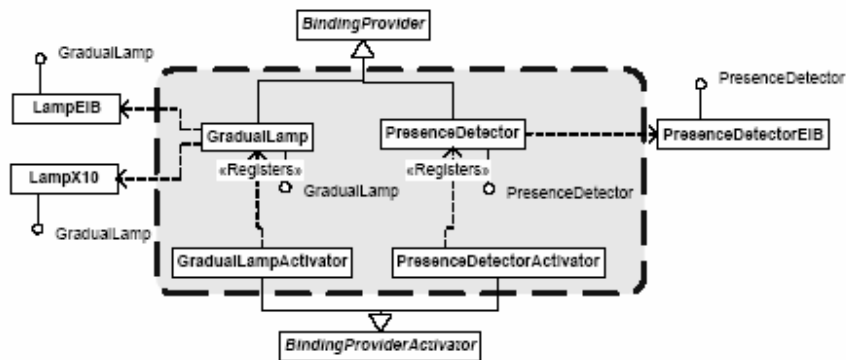 BindingProvider
GradualLamp
PresenceDetector
LampEIB
GradualLamp
PresenceDetector
PresenceDetectorEIB
«Registers»
«Registers»
LampX10
GradualLamp
PresenceDetector
GradualLamp
GradualLampActivator
PresenceDetectorActivator
BindingProviderActivator